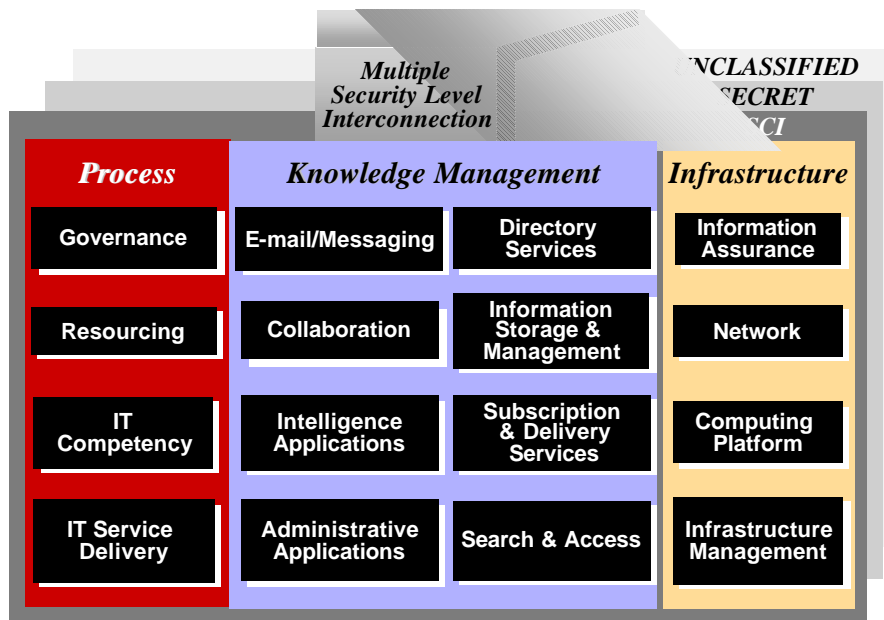 Multiple
Security Level
Interconnection
UNCLASSIFIED
SECRET
SCI
Process
Knowledge Management
Infrastructure
Governance
E-mail/Messaging
Directory
Services
Information
Assurance
Resourcing
Collaboration
Information
Storage &
Management
Network
IT
Competency
Intelligence
Applications
Subscription
& Delivery
Services
Computing
Platform
IT Service
Delivery
Administrative
Applications
Search & Access
Infrastructure
Management